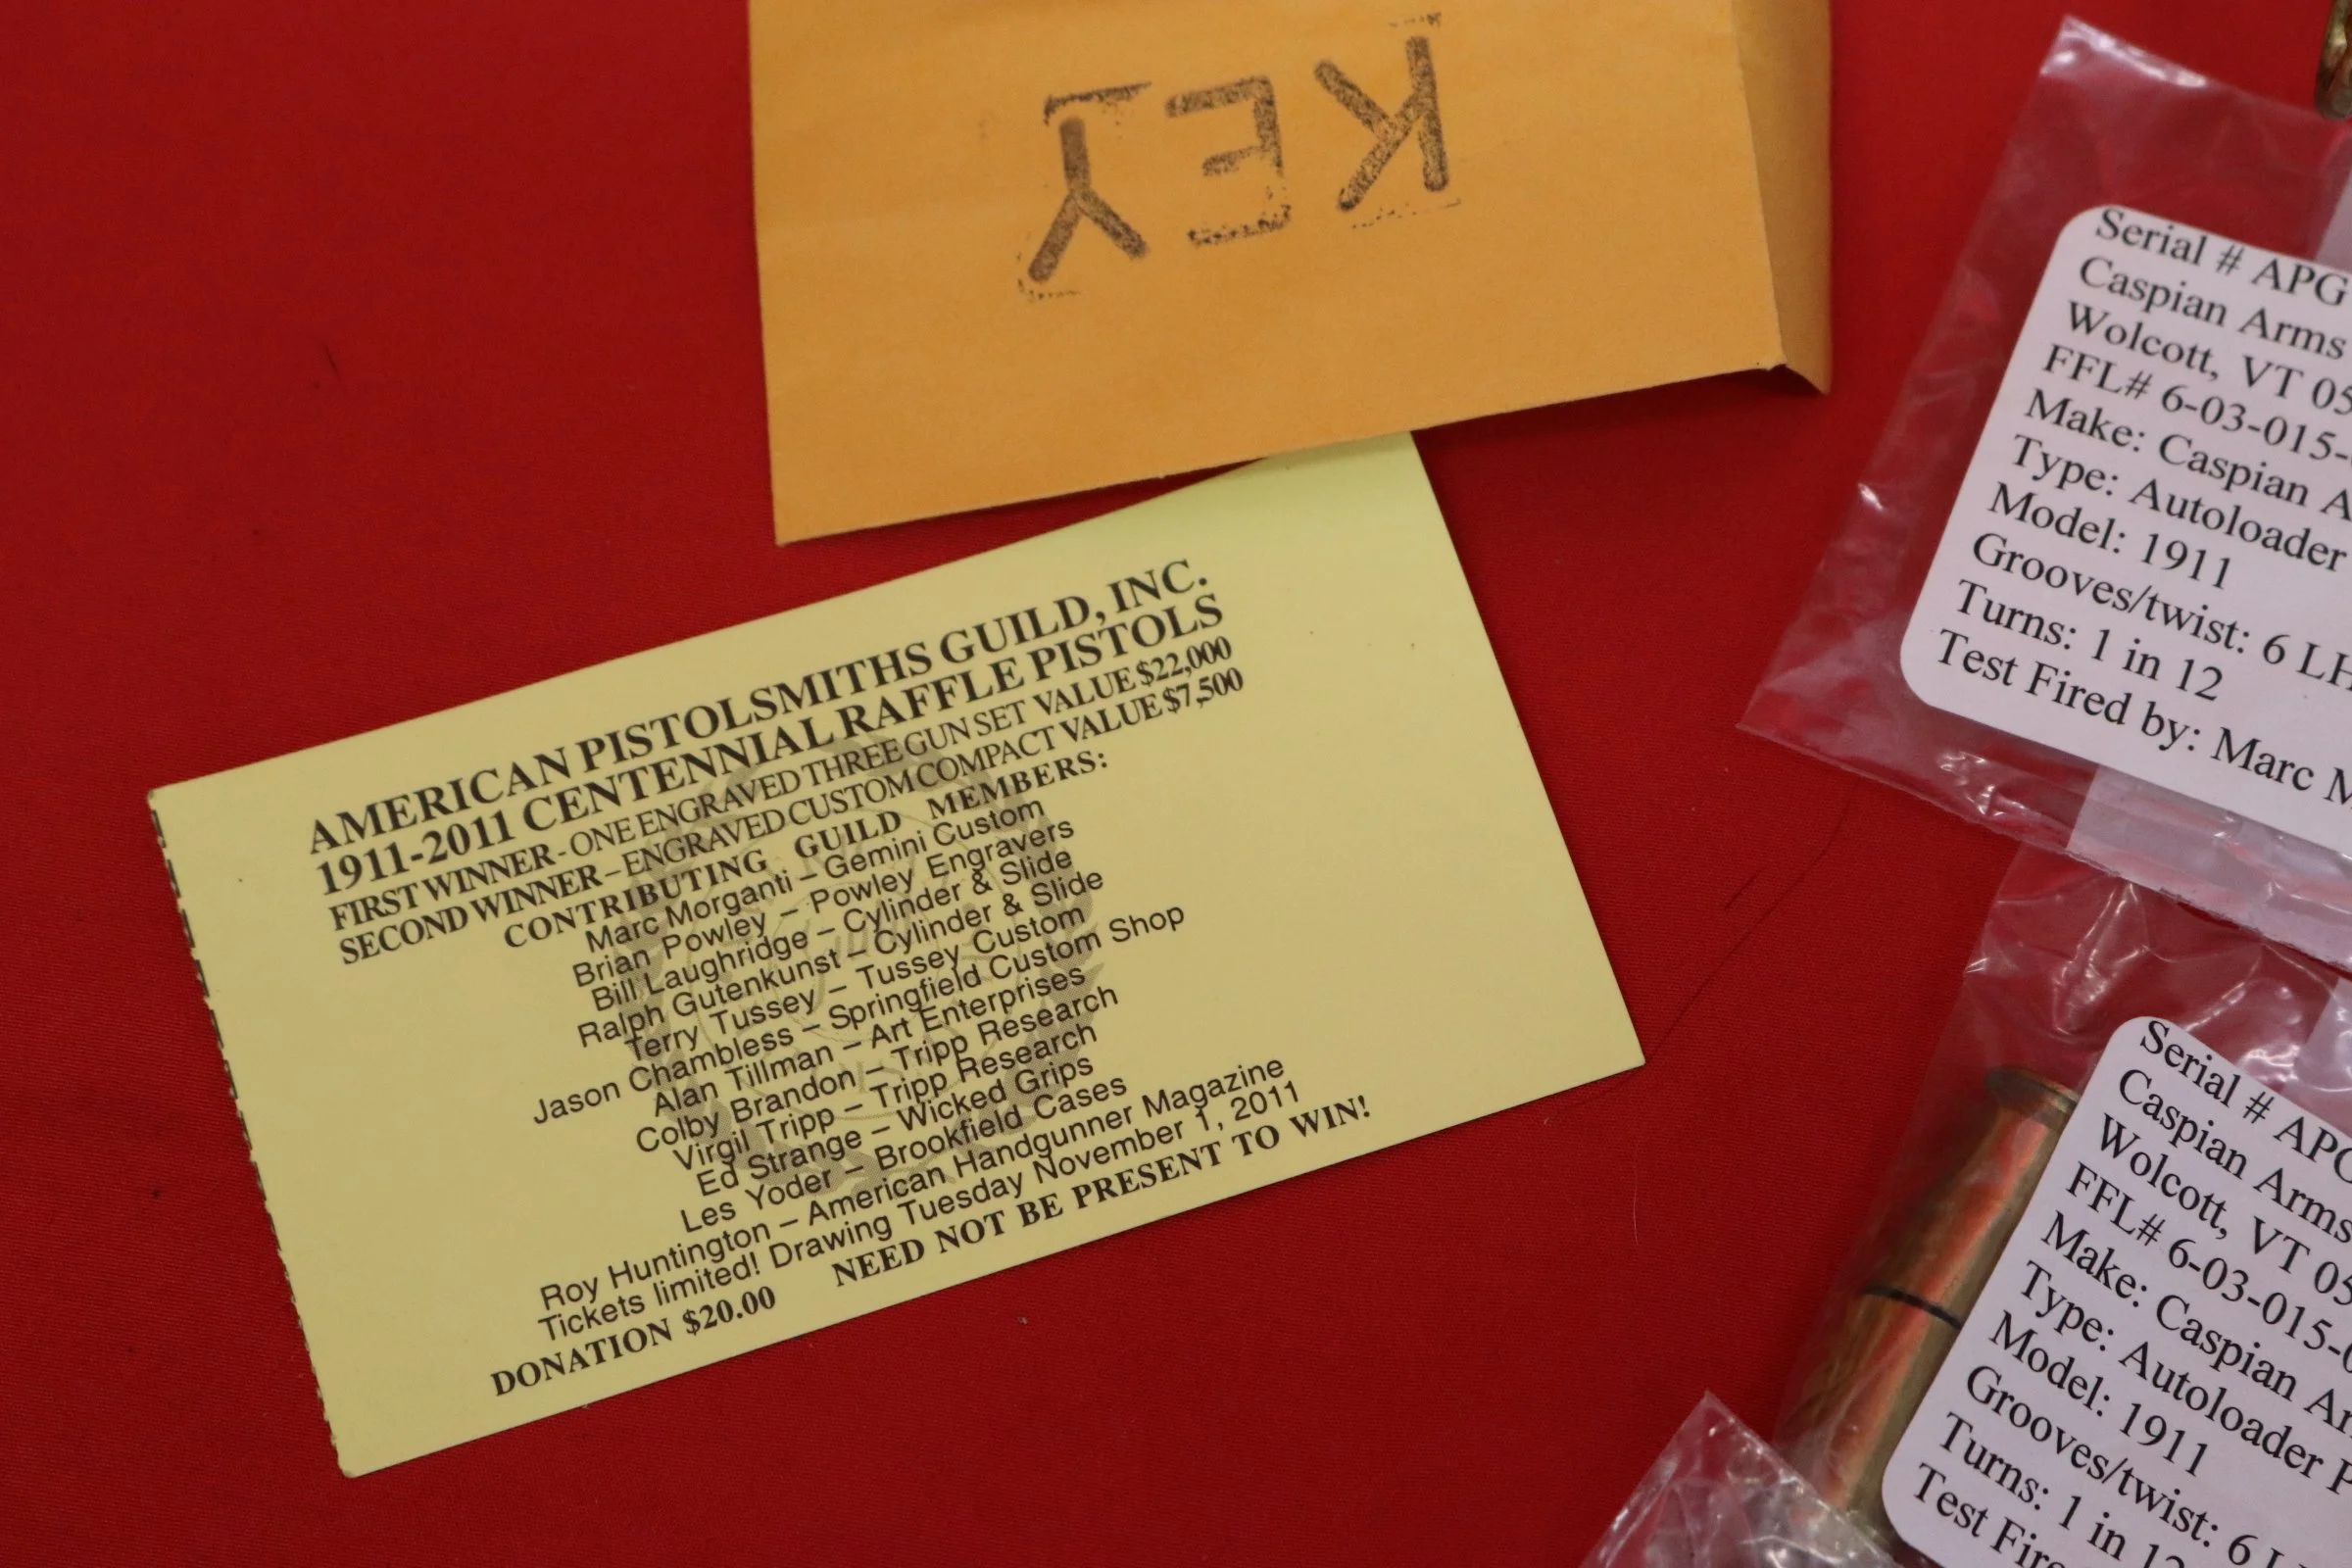 KEY
AMERICAN PISTOLSMITHS GUILD, INC.
1911-2011 CENTENNIAL RAFFLE PISTOLS
FIRST WINNER - ONE ENGRAVED THREE GUN SET VALUE $22,000
SECOND WINNER – ENGRAVED CUSTOM COMPACT VALUE $7,500
CONTRIBUTING GUILD MEMBERS:
Marc Morganti – Gemini Custom
Brian Powley – Powley Engravers
Bill Laughridge – Cylinder & Slide
Ralph Gutenkunst – Cylinder & Slide
Terry Tussey – Tussey Custom
Jason Chambless – Springfield Custom Shop
Alan Tillman – Art Enterprises
Colby Brandon – Tripp Research
Virgil Tripp – Tripp Research
Ed Strange – Wicked Grips
Les Yoder – Brookfield Cases
Roy Huntington – American Handgunner Magazine
Tickets limited! Drawing Tuesday November 1, 2011
DONATION $20.00 NEED NOT BE PRESENT TO WIN!
Serial # APG
Caspian Arms
Wolcott, VT 05
FFL# 6-03-015-
Make: Caspian A
Type: Autoloader
Model: 1911
Grooves/twist: 6 LH
Turns: 1 in 12
Test Fired by: Marc M
Serial # APG
Caspian Arms
Wolcott, VT 05
FFL# 6-03-015-0
Make: Caspian Ar
Type: Autoloader P
Model: 1911
Grooves/twist: 6 L
Turns: 1 in 12
Test Fire